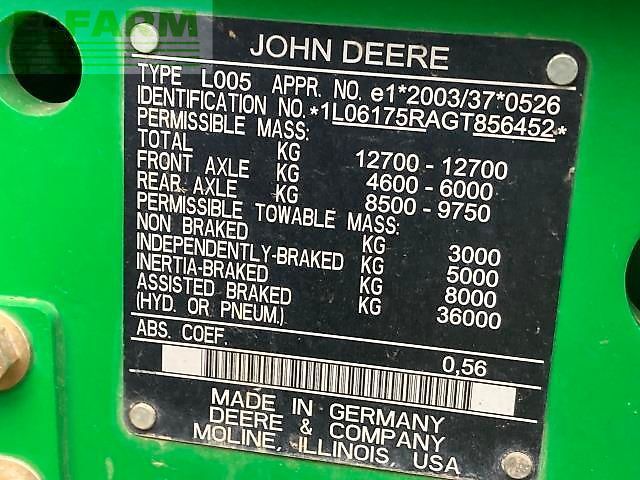 ELFARM
JOHN DEERE
TYPE L005 APPR. NO. e1*2003/37*0526
IDENTIFICATION NO. *1L06175RAGT856452*
PERMISSIBLE MASS:
TOTAL KG 12700 - 12700
FRONT AXLE KG 4600 - 6000
REAR AXLE KG 8500 - 9750
PERMISSIBLE TOWABLE MASS:
NON BRAKED KG 3000
INDEPENDENTLY-BRAKED KG 5000
INERTIA-BRAKED KG 8000
ASSISTED BRAKED KG 36000
(HYD. OR PNEUM.)
ABS. COEF. 0,56
MADE IN GERMANY
DEERE & COMPANY
MOLINE, ILLINOIS, USA